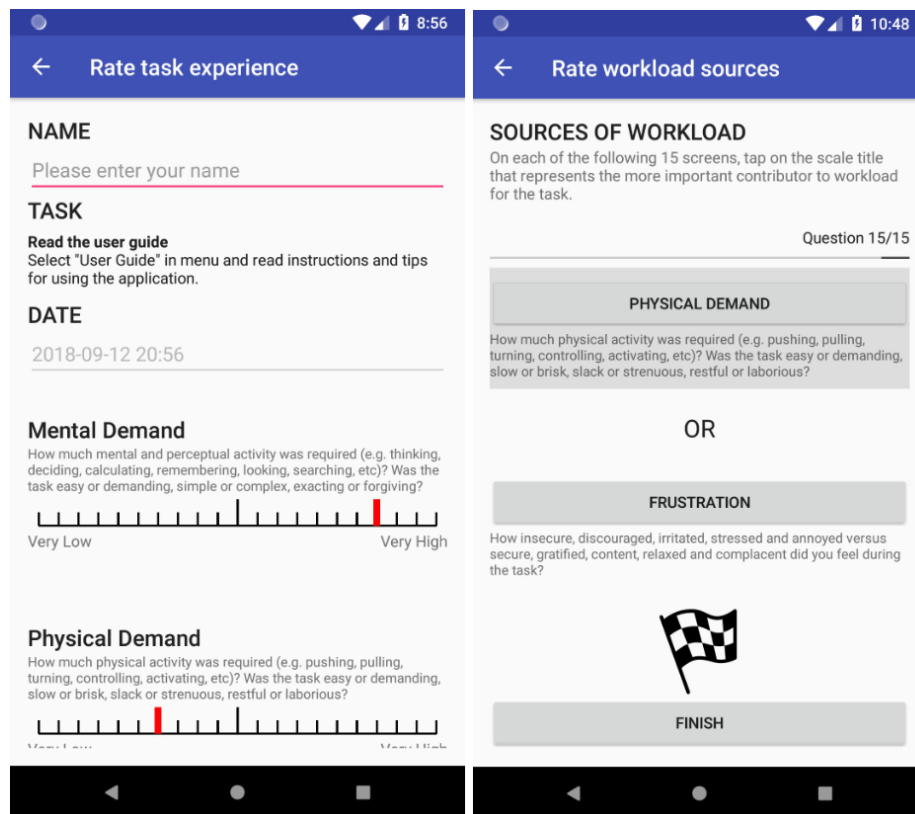 8:56
Rate task experience
NAME
Please enter your name
TASK
Read the user guide
Select "User Guide" in menu and read instructions and tips
for using the application.
DATE
2018-09-12 20:56
Mental Demand
How much mental and perceptual activity was required (e.g. thinking,
deciding, calculating, remembering, looking, searching, etc)? Was the
task easy or demanding, simple or complex, exacting or forgiving?
Very Low Very High
Physical Demand
How much physical activity was required (e.g. pushing, pulling,
turning, controlling, activating, etc)? Was the task easy or demanding,
slow or brisk, slack or strenuous, restful or laborious?
Very Low Very High
10:48
Rate workload sources
SOURCES OF WORKLOAD
On each of the following 15 screens, tap on the scale title
that represents the more important contributor to workload
for the task.
Question 15/15
PHYSICAL DEMAND
How much physical activity was required (e.g. pushing, pulling,
turning, controlling, activating, etc)? Was the task easy or demanding,
slow or brisk, slack or strenuous, restful or laborious?
OR
FRUSTRATION
How insecure, discouraged, irritated, stressed and annoyed versus
secure, gratified, content, relaxed and complacent did you feel during
the task?
FINISH